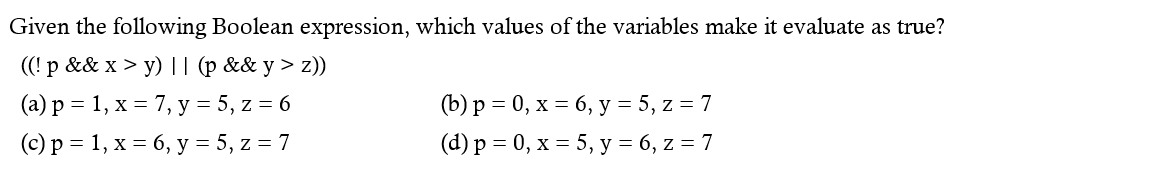 Given the following Boolean expression, which values of the variables make it evaluate as true?
((! p && x > y) || (p && y > z))
(a) p = 1, x = 7, y = 5, z = 6 (b) p = 0, x = 6, y = 5, z = 7
(c) p = 1, x = 6, y = 5, z = 7 (d) p = 0, x = 5, y = 6, z = 7